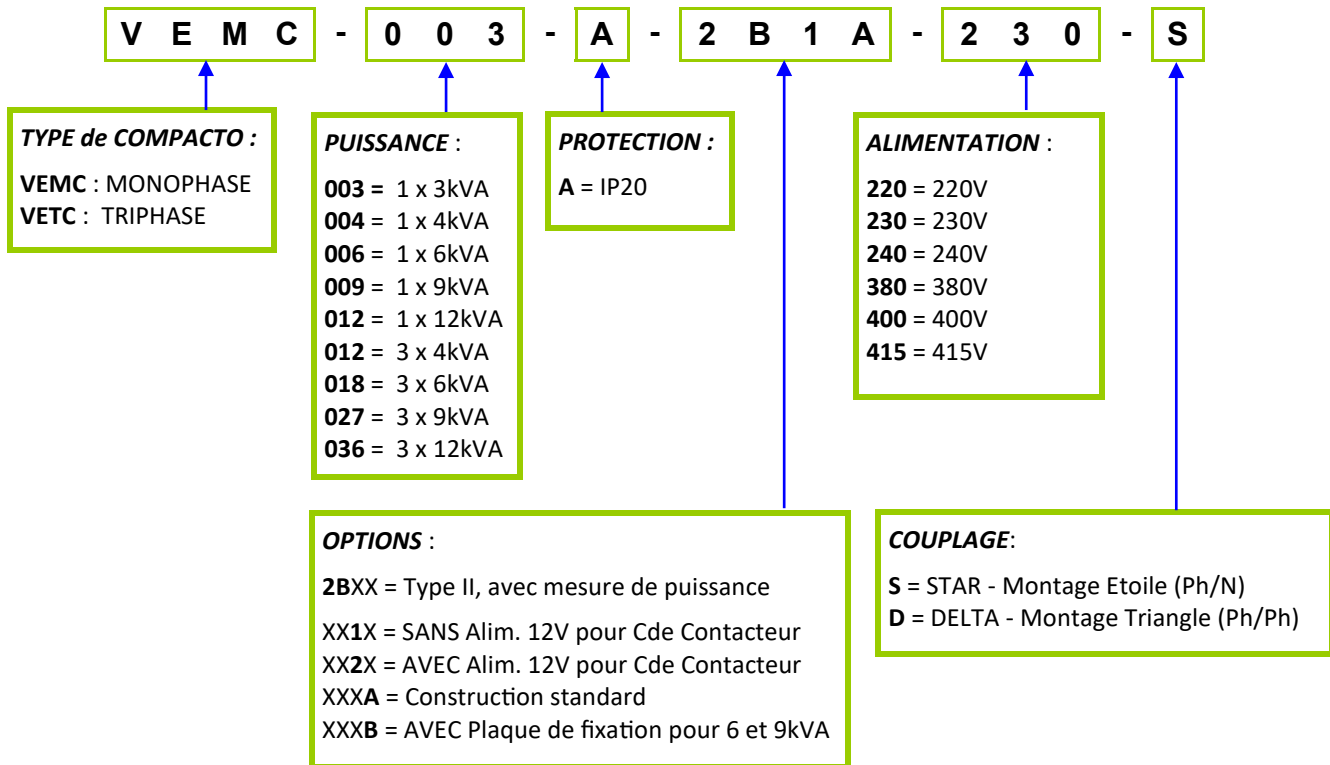 V E M C - 0 0 3 - A - 2 B 1 A - 2 3 0 - S
TYPE de COMPACTO :
VEMC : MONOPHASE
VETC : TRIPHASE
PUISSANCE :
003 = 1 x 3kVA
004 = 1 x 4kVA
006 = 1 x 6kVA
009 = 1 x 9kVA
012 = 1 x 12kVA
012 = 3 x 4kVA
018 = 3 x 6kVA
027 = 3 x 9kVA
036 = 3 x 12kVA
PROTECTION :
A = IP20
ALIMENTATION :
220 = 220V
230 = 230V
240 = 240V
380 = 380V
400 = 400V
415 = 415V
OPTIONS :
2BXX = Type II, avec mesure de puissance
XX1X = SANS Alim. 12V pour Cde Contacteur
XX2X = AVEC Alim. 12V pour Cde Contacteur
XXXA = Construction standard
XXXB = AVEC Plaque de fixation pour 6 et 9kVA
COUPLAGE:
S = STAR - Montage Etoile (Ph/N)
D = DELTA - Montage Triangle (Ph/Ph)